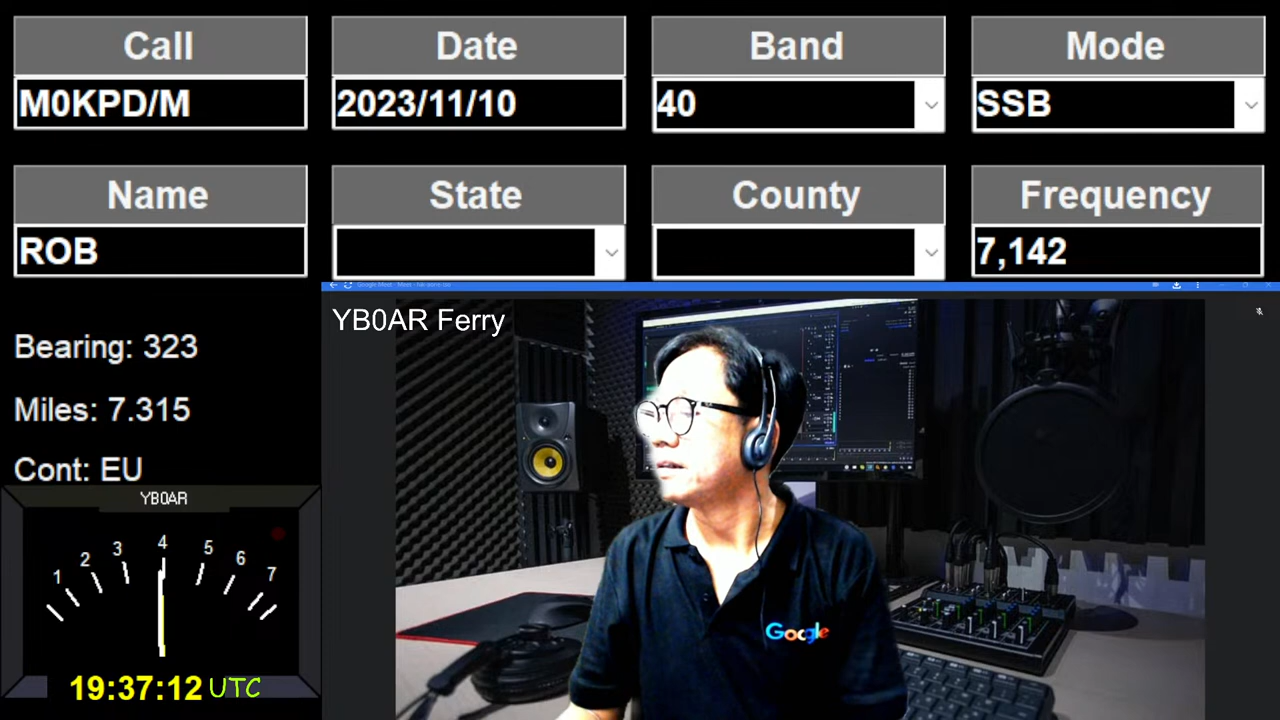 Call
Date
Band
Mode
M0KPD/M
2023/11/10
40
SSB
Name
State
County
Frequency
ROB
7,142
YB0AR Ferry
Bearing: 323
Miles: 7.315
Cont: EU
YB0AR
1 2 3 4 5 6 7
19:37:12 UTC
Google